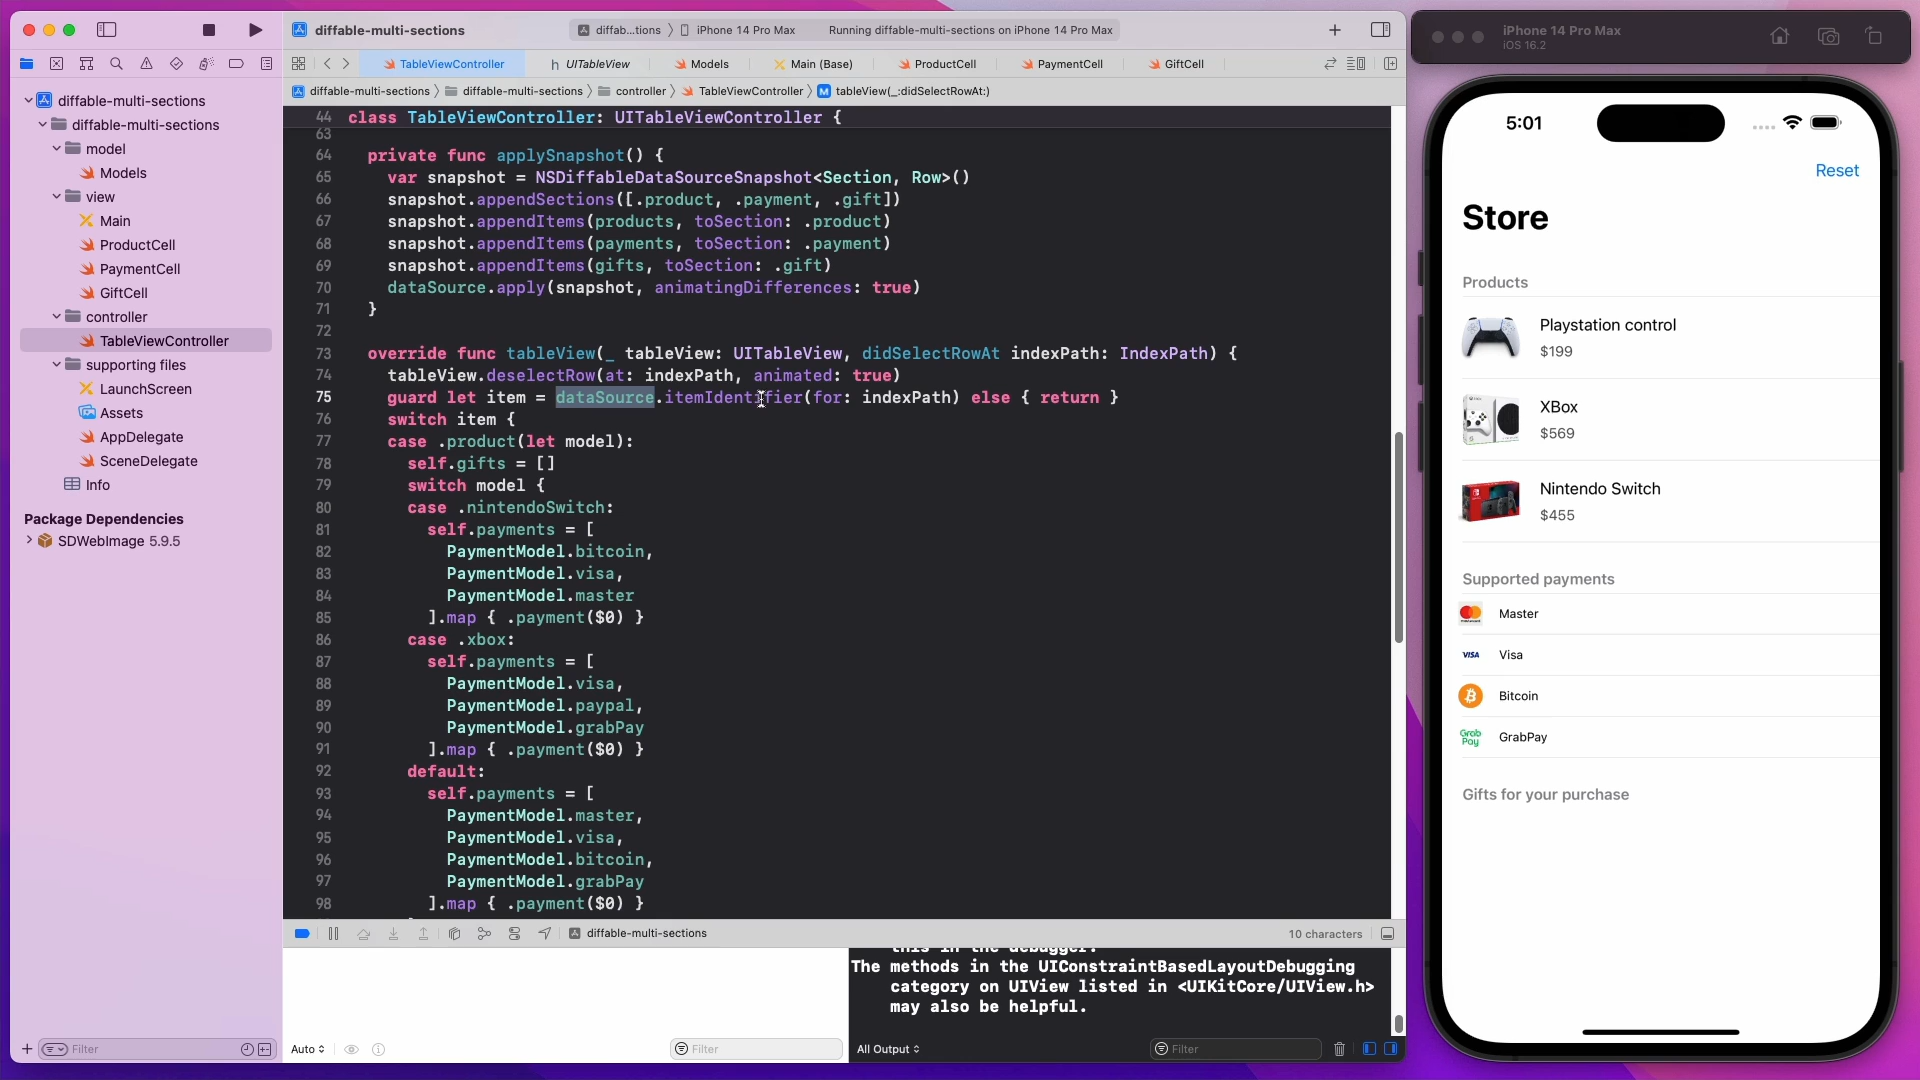 diffable-multi-sections
diffab...tions 〉 iPhone 14 Pro Max
Running diffable-multi-sections on iPhone 14 Pro Max
TableViewController
UITableView
Models
Main (Base)
ProductCell
PaymentCell
GiftCell
diffable-multi-sections 〉 diffable-multi-sections 〉 controller 〉 TableViewController 〉 M tableView(_:didSelectRowAt:)
diffable-multi-sections
diffable-multi-sections
model
Models
view
Main
ProductCell
PaymentCell
GiftCell
controller
TableViewController
supporting files
LaunchScreen
Assets
AppDelegate
SceneDelegate
Info
Package Dependencies
SDWebImage 5.9.5
Filter
44 class TableViewController: UITableViewController {
63
64 private func applySnapshot() {
65 var snapshot = NSDiffableDataSourceSnapshot<Section, Row>()
66 snapshot.appendSections([.product, .payment, .gift])
67 snapshot.appendItems(products, toSection: .product)
68 snapshot.appendItems(payments, toSection: .payment)
69 snapshot.appendItems(gifts, toSection: .gift)
70 dataSource.apply(snapshot, animatingDifferences: true)
71 }
72
73 override func tableView(_ tableView: UITableView, didSelectRowAt indexPath: IndexPath) {
74 tableView.deselectRow(at: indexPath, animated: true)
75 guard let item = dataSource.itemIdentifier(for: indexPath) else { return }
76 switch item {
77 case .product(let model):
78 self.gifts = []
79 switch model {
80 case .nintendoSwitch:
81 self.payments = [
82 PaymentModel.bitcoin,
83 PaymentModel.visa,
84 PaymentModel.master
85 ].map { .payment($0) }
86 case .xbox:
87 self.payments = [
88 PaymentModel.visa,
89 PaymentModel.paypal,
90 PaymentModel.grabPay
91 ].map { .payment($0) }
92 default:
93 self.payments = [
94 PaymentModel.master,
95 PaymentModel.visa,
96 PaymentModel.bitcoin,
97 PaymentModel.grabPay
98 ].map { .payment($0) }
diffable-multi-sections
10 characters
this in the debugger.
The methods in the UIConstraintBasedLayoutDebugging
category on UIView listed in <UIKitCore/UIView.h>
may also be helpful.
Auto
Filter
All Output
Filter
iPhone 14 Pro Max
iOS 16.2
5:01
Reset
Store
Products
Playstation control
$199
XBox
$569
Nintendo Switch
$455
Supported payments
Master
VISA Visa
Bitcoin
Grab
Pay
GrabPay
Gifts for your purchase